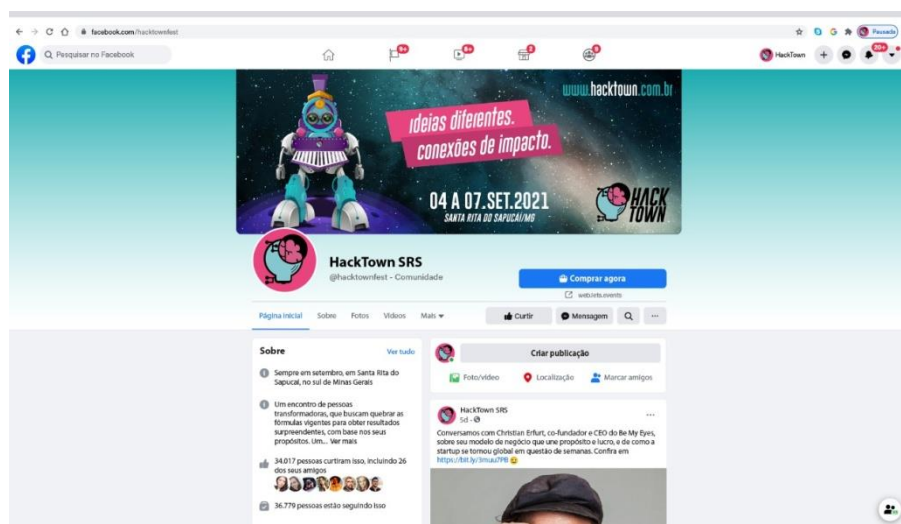 facebook.com/hacktownfest
Pausada
Pesquisar no Facebook
9+
9+
HackTown
20+
www.hacktown.com.br
ideias diferentes.
conexões de impacto.
04 A 07.SET.2021
SANTA RITA DO SAPUCAÍ/MG
HACK
TOWN
HackTown SRS
@hacktownfest - Comunidade
Comprar agora
web.lets.events
Página inicial
Sobre
Fotos
Vídeos
Mais
Curtir
Mensagem
Sobre
Ver tudo
Sempre em setembro, em Santa Rita do
Sapucaí, no sul de Minas Gerais
Um encontro de pessoas
transformadoras, que buscam quebrar as
fórmulas vigentes para obter resultados
surpreendentes, com base nos seus
propósitos. Um... Ver mais
34.017 pessoas curtiram isso, incluindo 26
dos seus amigos
36.779 pessoas estão seguindo isso
Criar publicação
Foto/vídeo
Localização
Marcar amigos
HackTown SRS
5d
Conversamos com Christian Erfurt, co-fundador e CEO do Be My Eyes,
sobre seu modelo de negócio que une propósito e lucro, e de como a
startup se tornou global em questão de semanas. Confira em